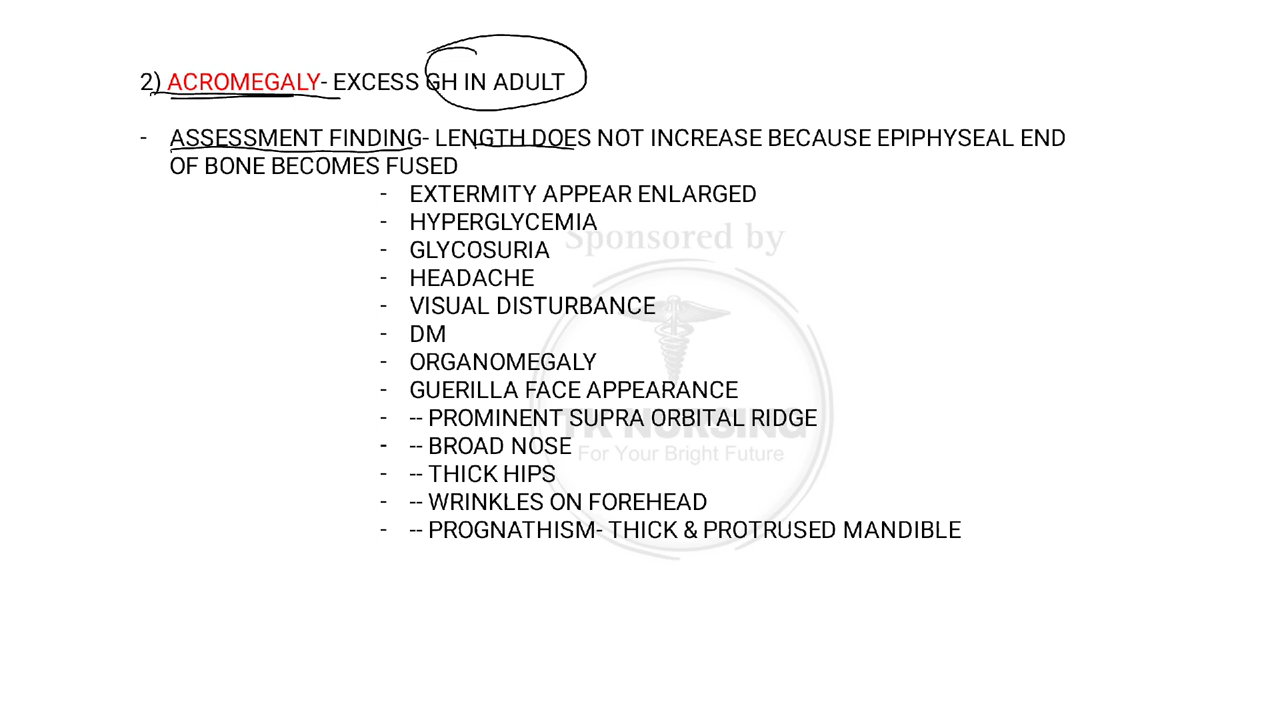 2) ACROMEGALY- EXCESS GH IN ADULT
- ASSESSMENT FINDING- LENGTH DOES NOT INCREASE BECAUSE EPIPHYSEAL END
OF BONE BECOMES FUSED
- EXTERMITY APPEAR ENLARGED
- HYPERGLYCEMIA
Sponsored by
- GLYCOSURIA
- HEADACHE
- VISUAL DISTURBANCE
- DM
- ORGANOMEGALY
- GUERILLA FACE APPEARANCE
- -- PROMINENT SUPRA ORBITAL RIDGE
TK NURSING
- -- BROAD NOSE
For Your Bright Future
- -- THICK HIPS
- -- WRINKLES ON FOREHEAD
- -- PROGNATHISM- THICK & PROTRUSED MANDIBLE